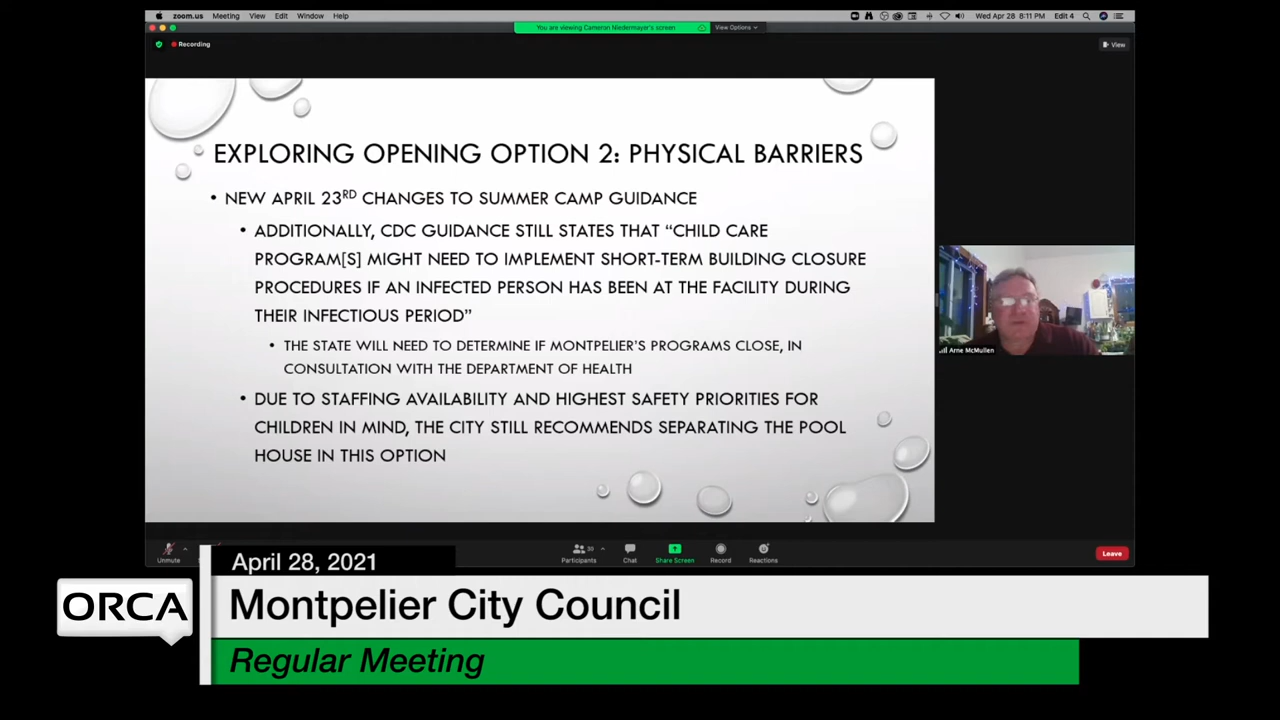 zoom.us Meeting View Edit Window Help
Wed Apr 28 8:11 PM Edit 4
You are viewing Cameron Niedermayer's screen
View Options
Recording
View
EXPLORING OPENING OPTION 2: PHYSICAL BARRIERS
• NEW APRIL 23RD CHANGES TO SUMMER CAMP GUIDANCE
• ADDITIONALLY, CDC GUIDANCE STILL STATES THAT “CHILD CARE
PROGRAM[S] MIGHT NEED TO IMPLEMENT SHORT-TERM BUILDING CLOSURE
PROCEDURES IF AN INFECTED PERSON HAS BEEN AT THE FACILITY DURING
THEIR INFECTIOUS PERIOD”
• THE STATE WILL NEED TO DETERMINE IF MONTPELIER’S PROGRAMS CLOSE, IN
CONSULTATION WITH THE DEPARTMENT OF HEALTH
• DUE TO STAFFING AVAILABILITY AND HIGHEST SAFETY PRIORITIES FOR
CHILDREN IN MIND, THE CITY STILL RECOMMENDS SEPARATING THE POOL
HOUSE IN THIS OPTION
Arne McMullen
Unmute
Participants
Chat
Share Screen
Record
Reactions
Leave
April 28, 2021
ORCA
Montpelier City Council
Regular Meeting